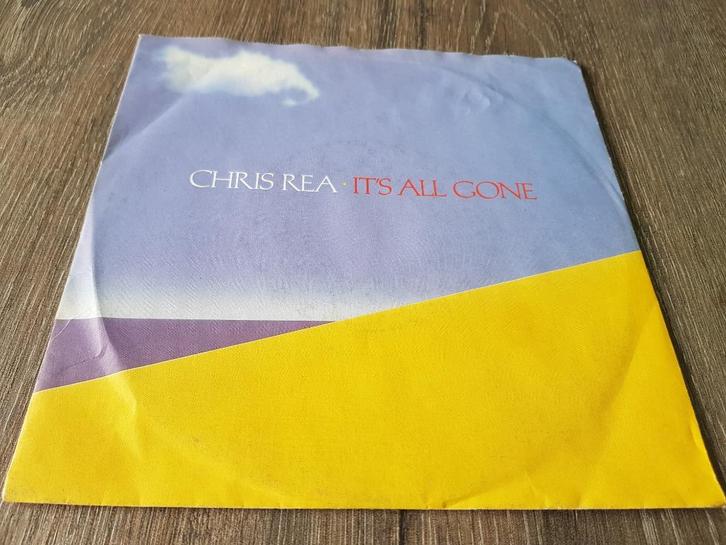 CHRIS REA · IT'S ALL GONE